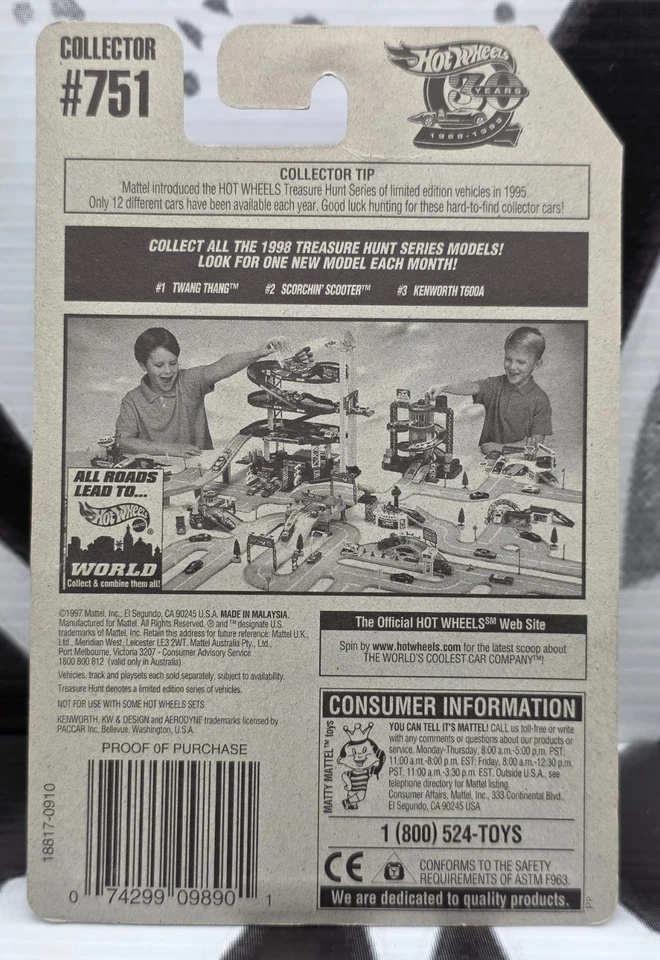 COLLECTOR
#751
HOT WHEELS
30
YEARS
1968-1998
COLLECTOR TIP
Mattel introduced the HOT WHEELS Treasure Hunt Series of limited edition vehicles in 1995.
Only 12 different cars have been available each year. Good luck hunting for these hard-to-find collector cars!
COLLECT ALL THE 1998 TREASURE HUNT SERIES MODELS!
LOOK FOR ONE NEW MODEL EACH MONTH!
#1 TWANG THANG™ #2 SCORCHIN' SCOOTER™ #3 KENWORTH T600A
ALL ROADS
LEAD TO...
Hot Wheels
WORLD
Collect & combine them all!
©1997 Mattel, Inc., El Segundo, CA 90245 U.S.A. MADE IN MALAYSIA.
Manufactured for Mattel. All Rights Reserved. ® and ™ designate U.S.
trademarks of Mattel, Inc. Retain this address for future reference: Mattel U.K.,
Ltd., Meridian West, Leicester LE3 2WT. Mattel Australia Pty., Ltd.,
Port Melbourne, Victoria 3207 - Consumer Advisory Service
1800 800 812 (valid only in Australia)
Vehicles, track and playsets each sold separately, subject to availability.
Treasure Hunt denotes a limited edition series of vehicles.
NOT FOR USE WITH SOME HOT WHEELS SETS.
KENWORTH, KW & DESIGN and AERODYNE trademarks licensed by
PACCAR Inc, Bellevue, Washington, U.S.A.
PROOF OF PURCHASE
18817-0910
0 74299 09890 1
The Official HOT WHEELS℠ Web Site
Spin by www.hotwheels.com for the latest scoop about
THE WORLD'S COOLEST CAR COMPANY™!
CONSUMER INFORMATION
MATTY MATTEL™ toys
YOU CAN TELL IT'S MATTEL! CALL us toll-free or write
with any comments or questions about our products or
service. Monday-Thursday, 8:00 a.m.-5:00 p.m. PST,
11:00 a.m.-8:00 p.m. EST; Friday, 8:00 a.m.-12:30 p.m.
PST, 11:00 a.m.-3:30 p.m. EST. Outside U.S.A., see
telephone directory for Mattel listing.
Consumer Affairs, Mattel, Inc., 333 Continental Blvd.,
El Segundo, CA 90245 USA
1 (800) 524-TOYS
CE
CONFORMS TO THE SAFETY
REQUIREMENTS OF ASTM F963.
We are dedicated to quality products.